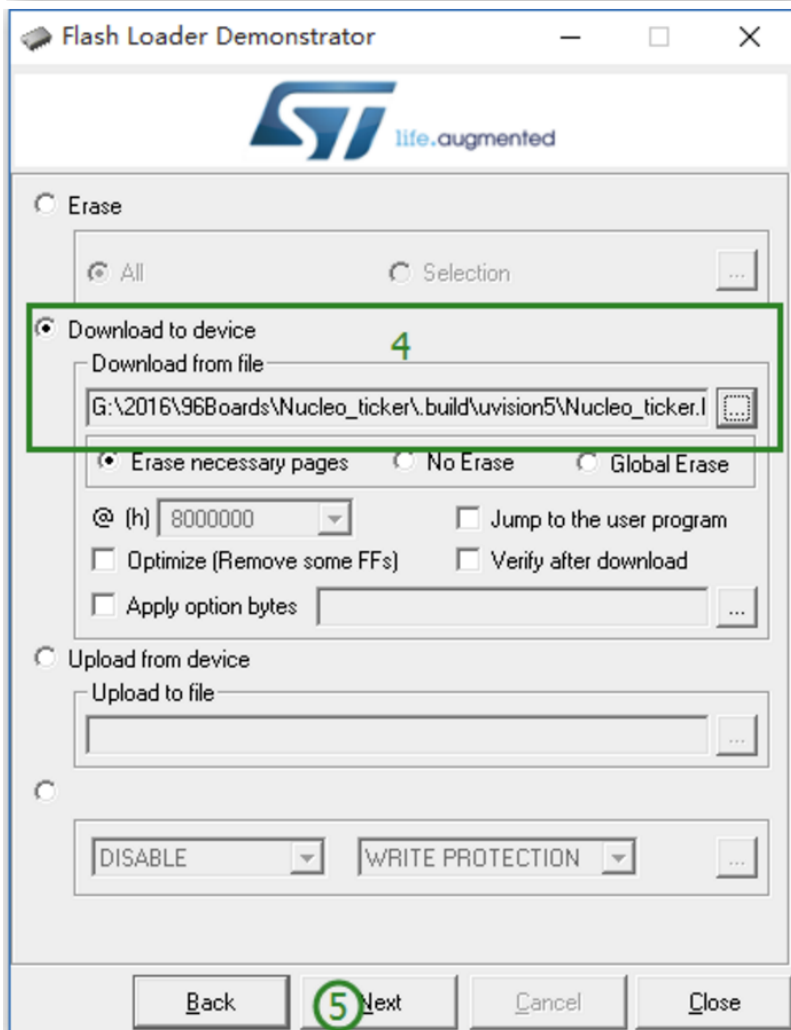 Flash Loader Demonstrator
ST
life.augmented
Erase
All Selection ...
Download to device
4
Download from file
G:\2016\96Boards\Nucleo_ticker\.build\uvision5\Nucleo_ticker. ...
Erase necessary pages No Erase Global Erase
@ (h) 8000000 Jump to the user program
Optimize (Remove some FFs) Verify after download
Apply option bytes ...
Upload from device
Upload to file
...
DISABLE WRITE PROTECTION ...
Back 5 Next Cancel Close